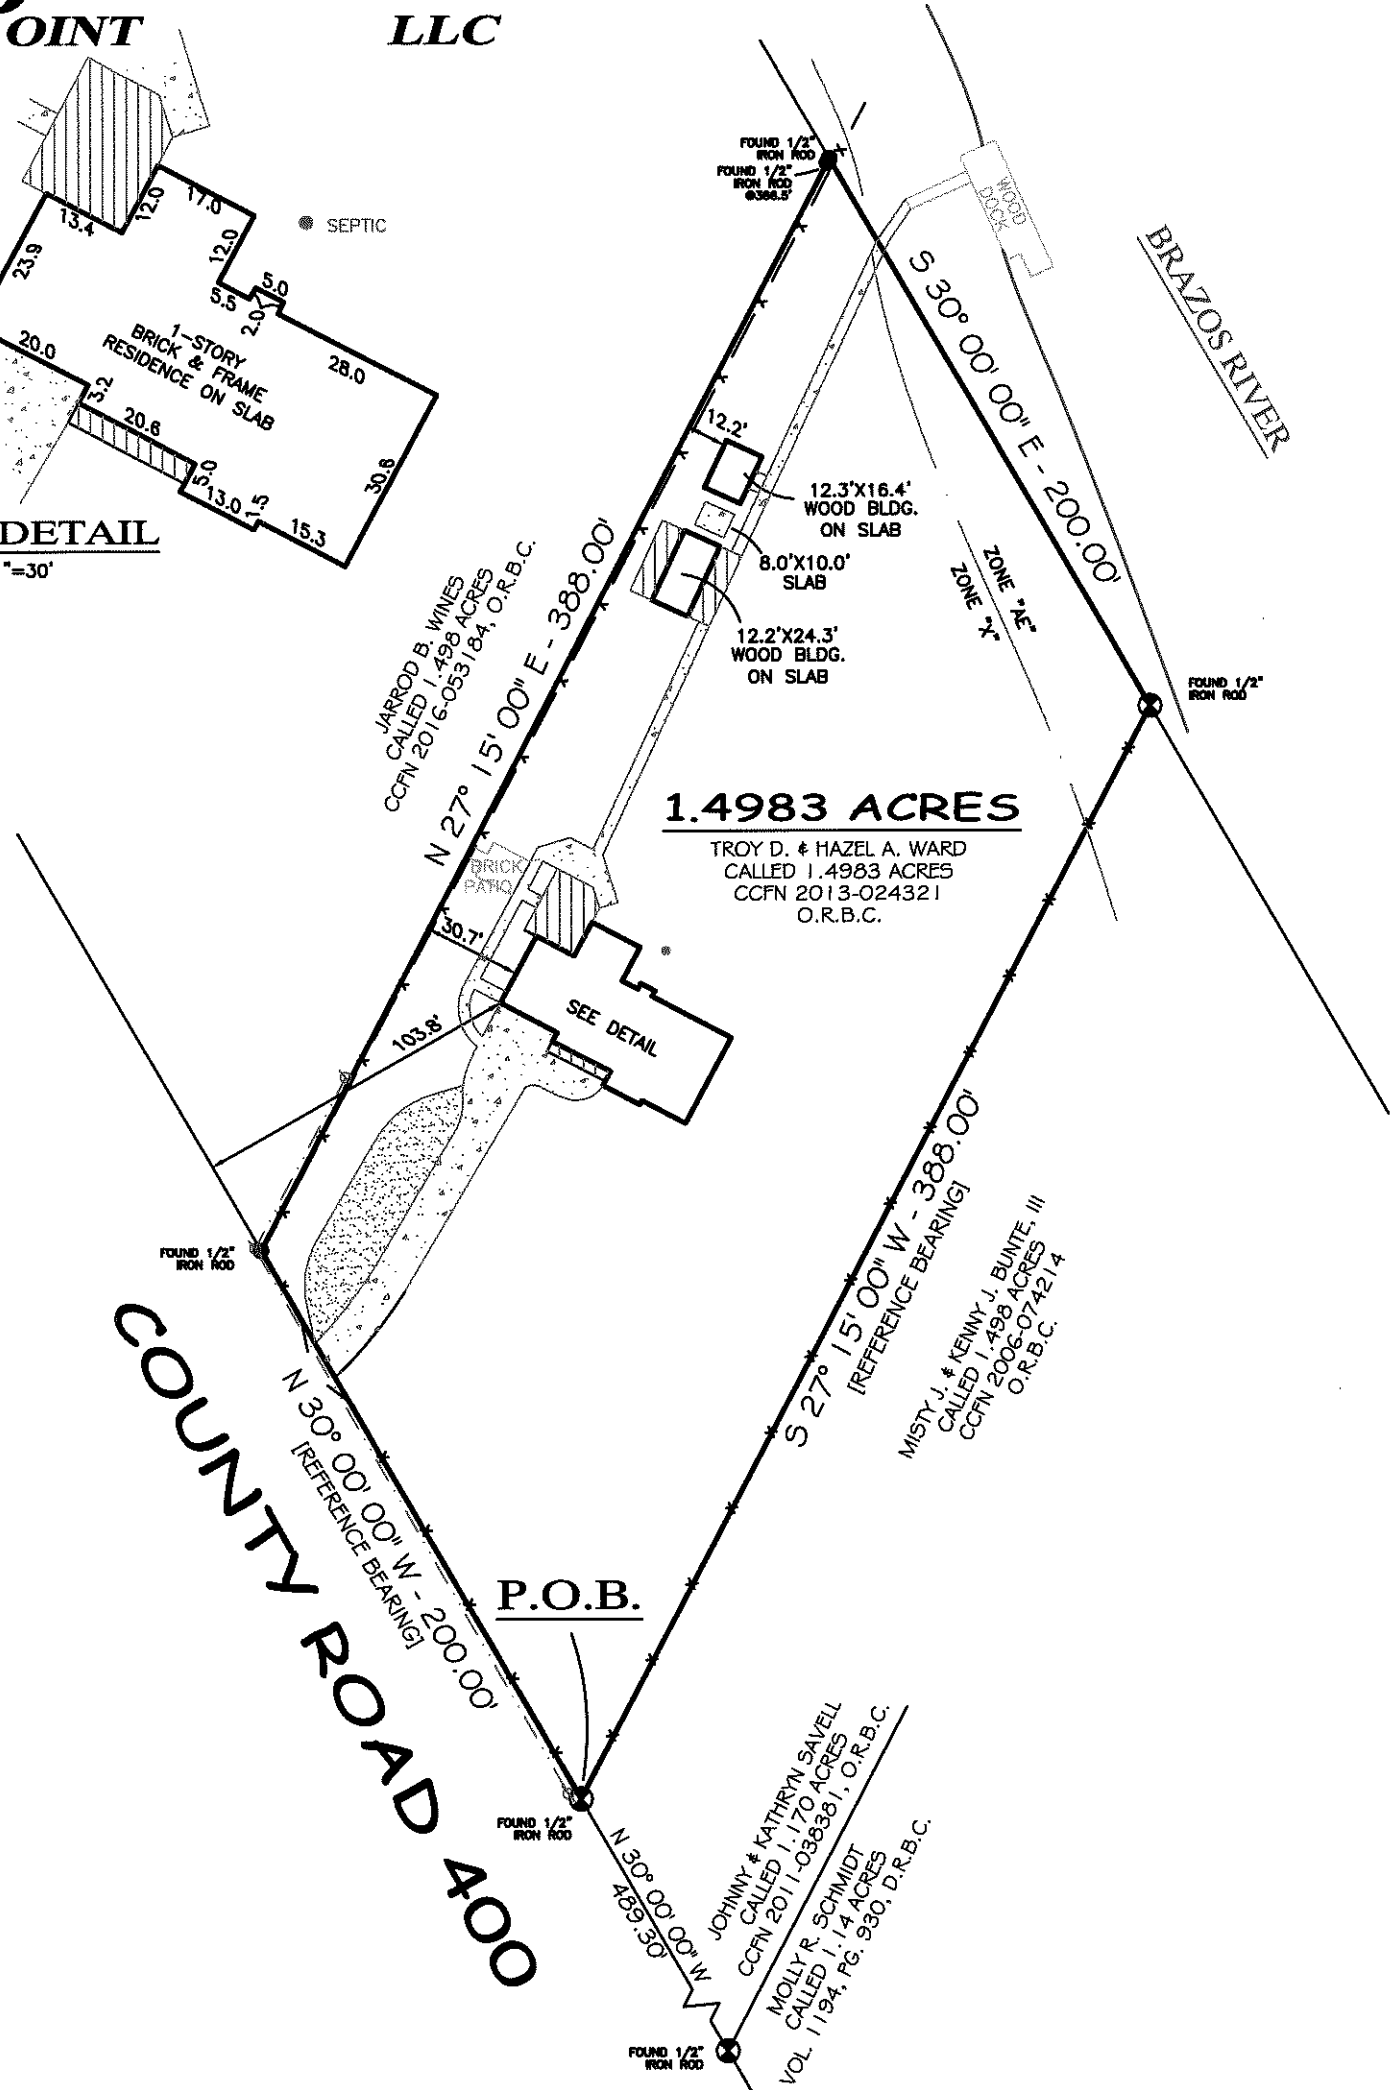 OINT LLC
13.4
12.0
17.0
12.0
SEPTIC
23.9
5.5
5.0
2.0
1-STORY
BRICK & FRAME
RESIDENCE ON SLAB
20.0
28.0
3.2
20.6
5.0
13.0
1.5
15.3
30.6
DETAIL
"=30'
FOUND 1/2"
IRON ROD
FOUND 1/2"
IRON ROD
@388.5'
WOOD
DOCK
BRAZOS RIVER
S 30° 00' 00" E - 200.00'
12.2'
12.3'X16.4'
WOOD BLDG.
ON SLAB
8.0'X10.0'
SLAB
12.2'X24.3'
WOOD BLDG.
ON SLAB
ZONE "AE"
ZONE "X"
JARROD B. WINES
CALLED 1.498 ACRES
CCFN 2016-053184, O.R.B.C.
N 27° 15' 00" E - 388.00'
FOUND 1/2"
IRON ROD
1.4983 ACRES
TROY D. & HAZEL A. WARD
CALLED 1.4983 ACRES
CCFN 2013-024321
O.R.B.C.
BRICK
PATIO
30.7'
SEE DETAIL
103.8'
S 27° 15' 00" W - 388.00'
[REFERENCE BEARING]
MISTY J. & KENNY J. BUNTE, III
CALLED 1.498 ACRES
CCFN 2006-074214
O.R.B.C.
FOUND 1/2"
IRON ROD
COUNTY ROAD 400
N 30° 00' 00" W - 200.00'
[REFERENCE BEARING]
P.O.B.
FOUND 1/2"
IRON ROD
N 30° 00' 00" W
489.30'
JOHNNY & KATHRYN SAVELL
CALLED 1.170 ACRES
CCFN 2011-038381, O.R.B.C.
MOLLY R. SCHMIDT
CALLED 1.14 ACRES
VOL. 1194, PG. 930, D.R.B.C.
FOUND 1/2"
IRON ROD